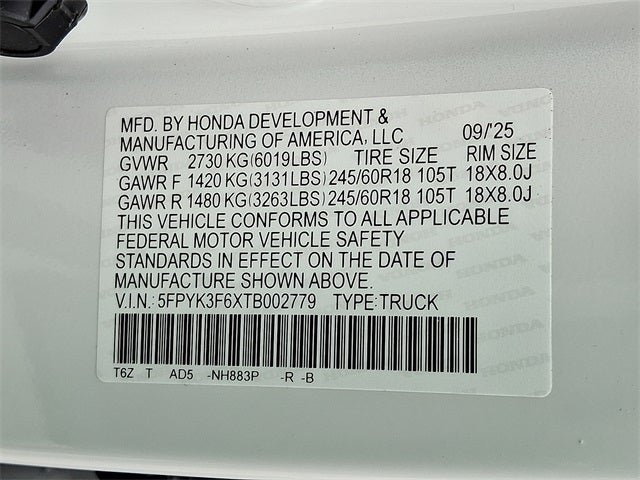 MFD. BY HONDA DEVELOPMENT &
MANUFACTURING OF AMERICA, LLC 09/'25
GVWR 2730 KG(6019LBS) TIRE SIZE RIM SIZE
GAWR F 1420 KG(3131LBS) 245/60R18 105T 18X8.0J
GAWR R 1480 KG(3263LBS) 245/60R18 105T 18X8.0J
THIS VEHICLE CONFORMS TO ALL APPLICABLE
FEDERAL MOTOR VEHICLE SAFETY
STANDARDS IN EFFECT ON THE DATE OF
MANUFACTURE SHOWN ABOVE.
V.I.N.: 5FPYK3F6XTB002779 TYPE:TRUCK
T6Z T AD5 -NH883P -R -B